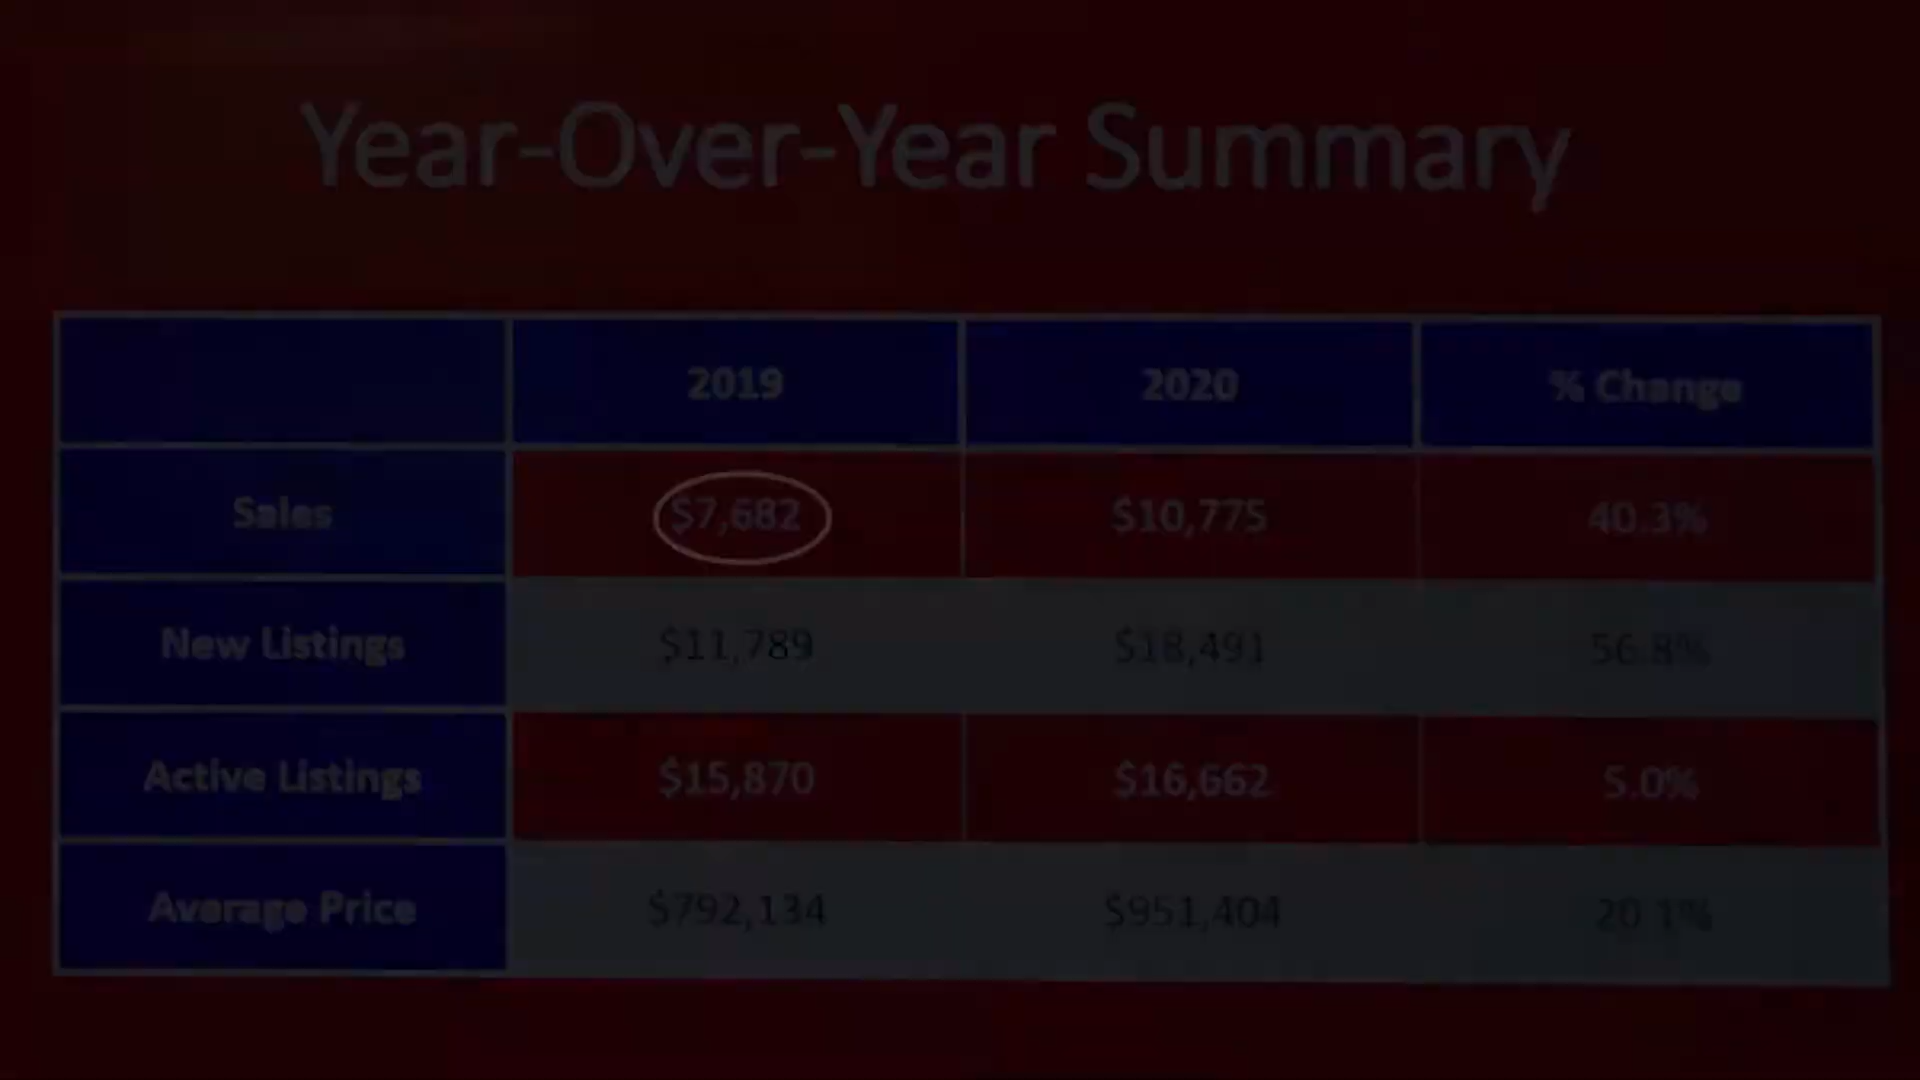 Year-Over-Year Summary
2019 2020 % Change
Sales $7,682 $10,775 40.3%
New Listings $11,789 $18,491 56.8%
Active Listings $15,870 $16,662 5.0%
Average Price $792,134 $951,404 20.1%